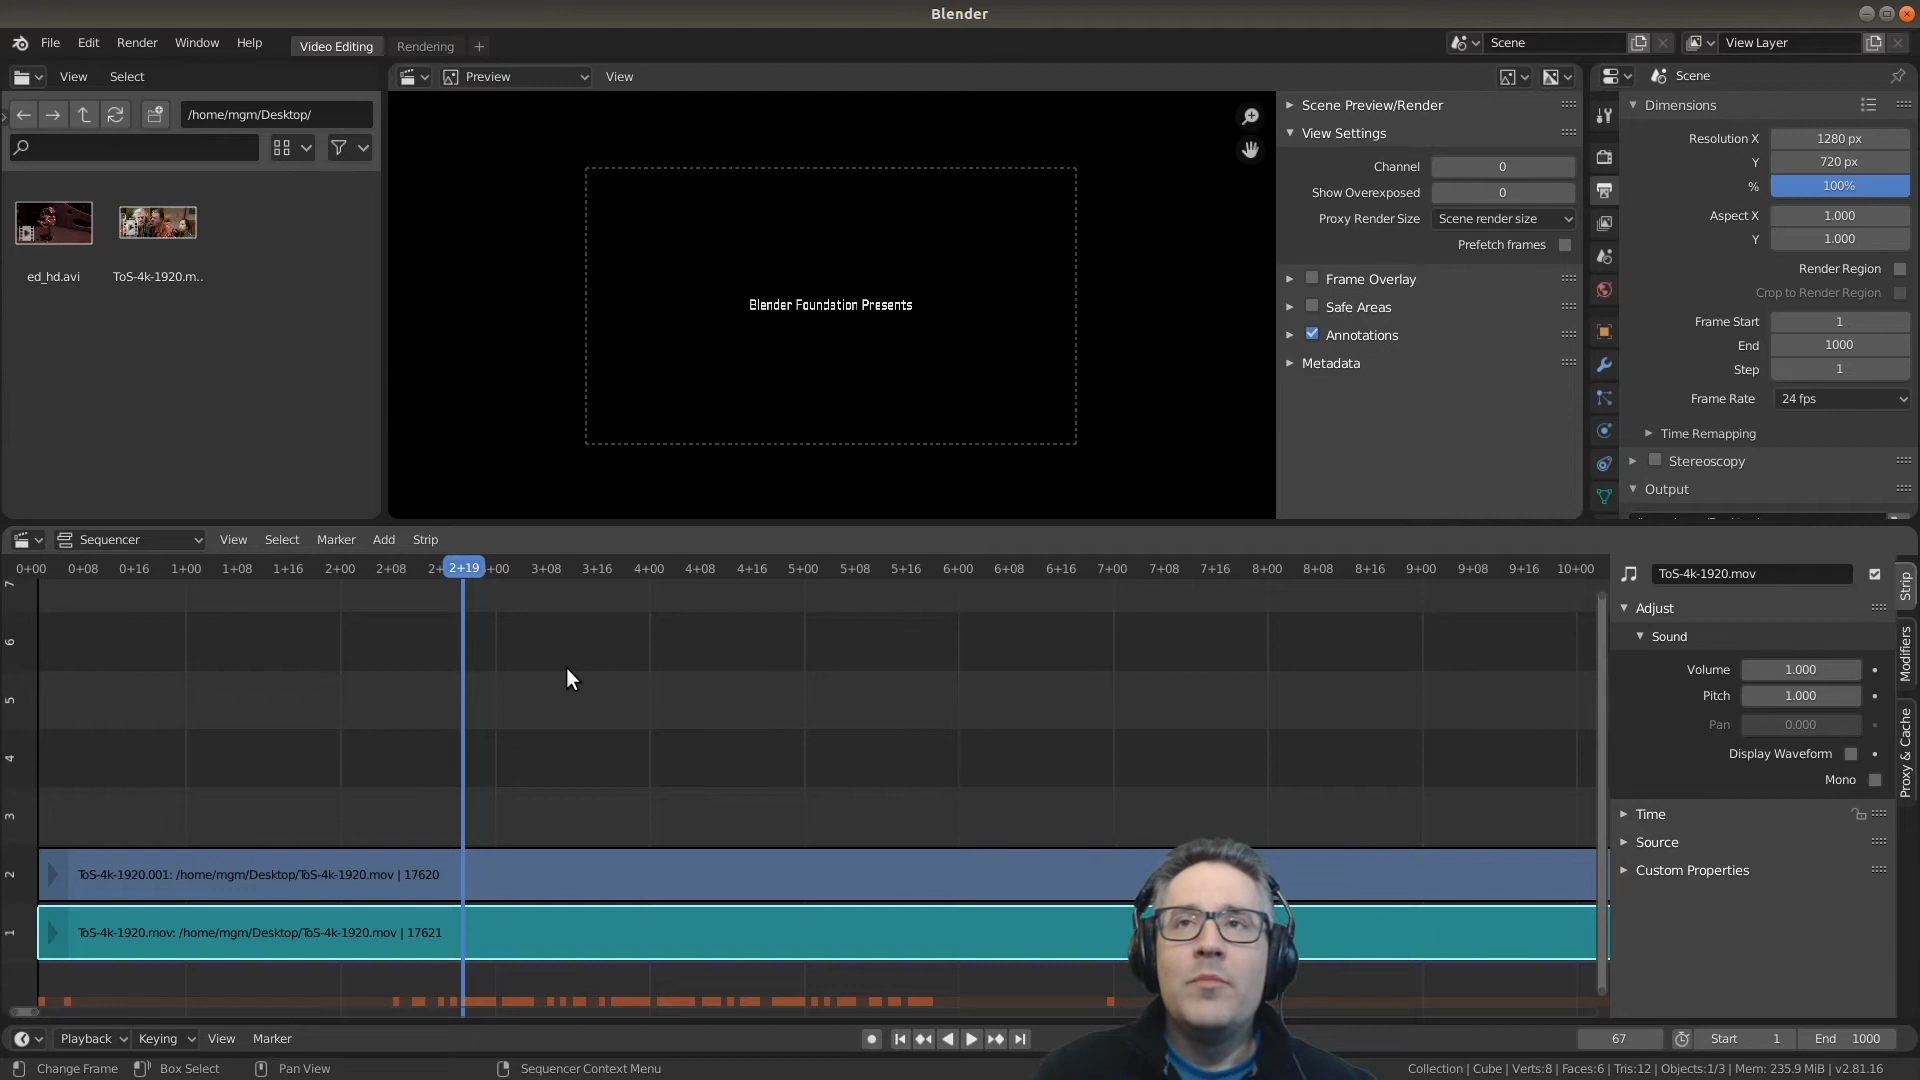 Blender
File Edit Render Window Help Video Editing Rendering + Scene View Layer
View Select Preview View Scene
/home/mgm/Desktop/
ed_hd.avi ToS-4k-1920.m..
Blender Foundation Presents
Scene Preview/Render
View Settings
Channel 0
Show Overexposed 0
Proxy Render Size Scene render size
Prefetch frames
Frame Overlay
Safe Areas
Annotations
Metadata
Dimensions
Resolution X 1280 px
Y 720 px
% 100%
Aspect X 1.000
Y 1.000
Render Region
Crop to Render Region
Frame Start 1
End 1000
Step 1
Frame Rate 24 fps
Time Remapping
Stereoscopy
Output
Sequencer View Select Marker Add Strip
0+00 0+08 0+16 1+00 1+08 1+16 2+00 2+08 2+ 2+19 +00 3+08 3+16 4+00 4+08 4+16 5+00 5+08 5+16 6+00 6+08 6+16 7+00 7+08 7+16 8+00 8+08 8+16 9+00 9+08 9+16 10+00
7
6
5
4
3
2 ToS-4k-1920.001: /home/mgm/Desktop/ToS-4k-1920.mov | 17620
1 ToS-4k-1920.mov: /home/mgm/Desktop/ToS-4k-1920.mov | 17621
ToS-4k-1920.mov
Adjust
Sound
Volume 1.000
Pitch 1.000
Pan 0.000
Display Waveform
Mono
Time
Source
Custom Properties
Strip
Modifiers
Proxy & Cache
Playback Keying View Marker 67 Start 1 End 1000
Change Frame Box Select Pan View Sequencer Context Menu Collection | Cube | Verts:8 | Faces:6 | Tris:12 | Objects:1/3 | Mem: 235.9 MiB | v2.81.16